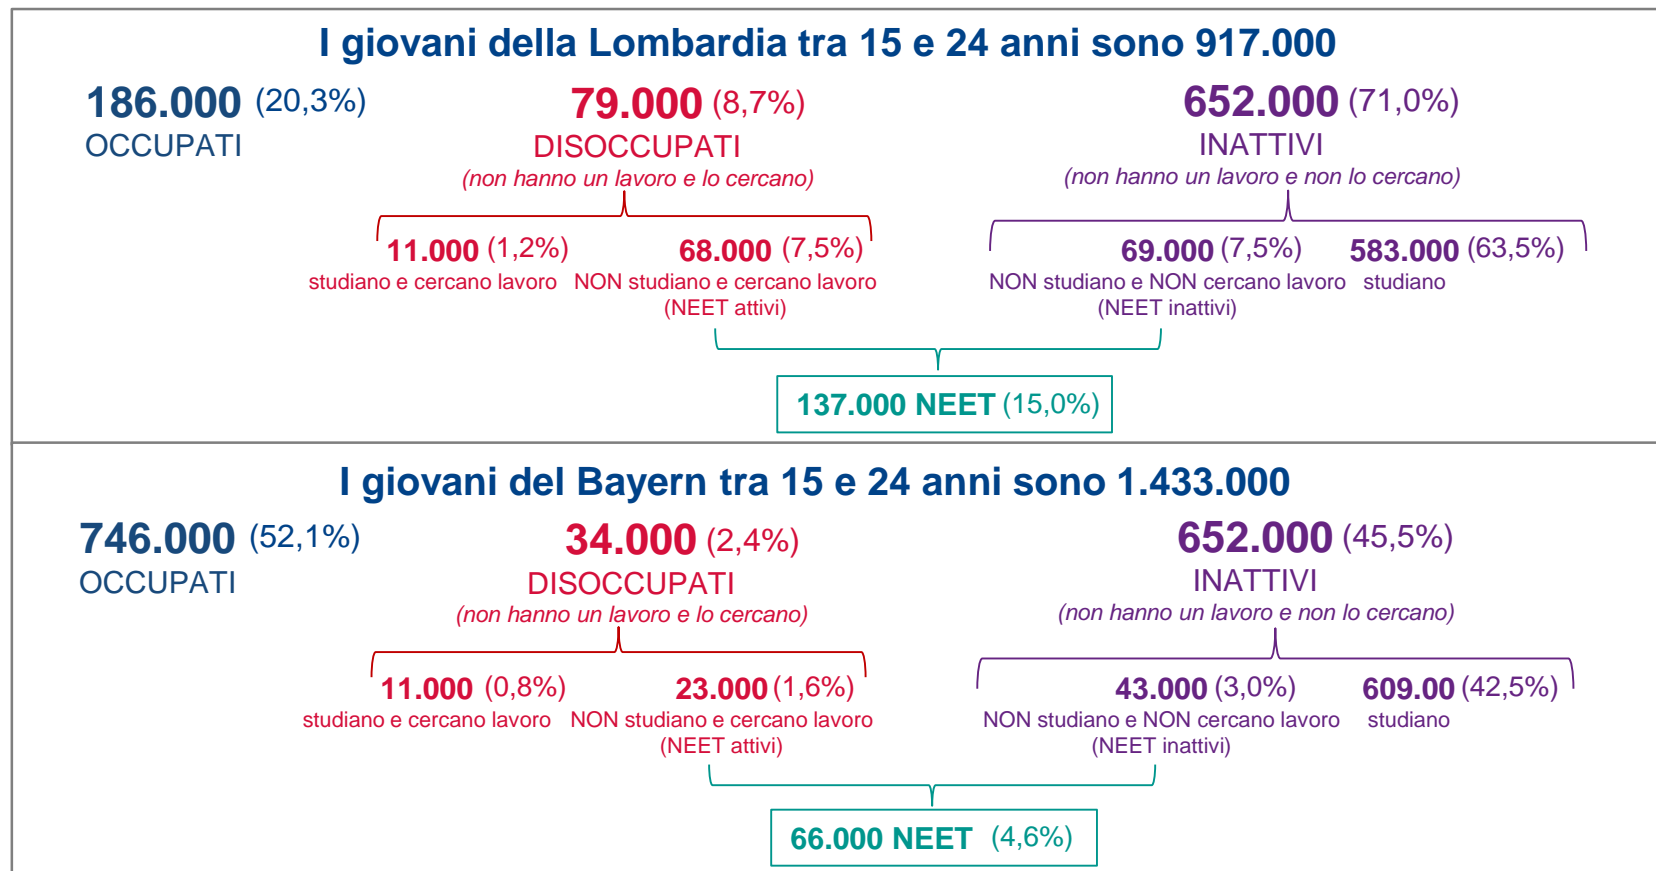 I giovani della Lombardia tra 15 e 24 anni sono 917.000
186.000 (20,3%)
OCCUPATI
79.000 (8,7%)
DISOCCUPATI
(non hanno un lavoro e lo cercano)
652.000 (71,0%)
INATTIVI
(non hanno un lavoro e non lo cercano)
11.000 (1,2%)
studiano e cercano lavoro
68.000 (7,5%)
NON studiano e cercano lavoro
(NEET attivi)
69.000 (7,5%)
NON studiano e NON cercano lavoro
(NEET inattivi)
583.000 (63,5%)
studiano
137.000 NEET (15,0%)
I giovani del Bayern tra 15 e 24 anni sono 1.433.000
746.000 (52,1%)
OCCUPATI
34.000 (2,4%)
DISOCCUPATI
(non hanno un lavoro e lo cercano)
652.000 (45,5%)
INATTIVI
(non hanno un lavoro e non lo cercano)
11.000 (0,8%)
studiano e cercano lavoro
23.000 (1,6%)
NON studiano e cercano lavoro
(NEET attivi)
43.000 (3,0%)
NON studiano e NON cercano lavoro
(NEET inattivi)
609.00 (42,5%)
studiano
66.000 NEET (4,6%)